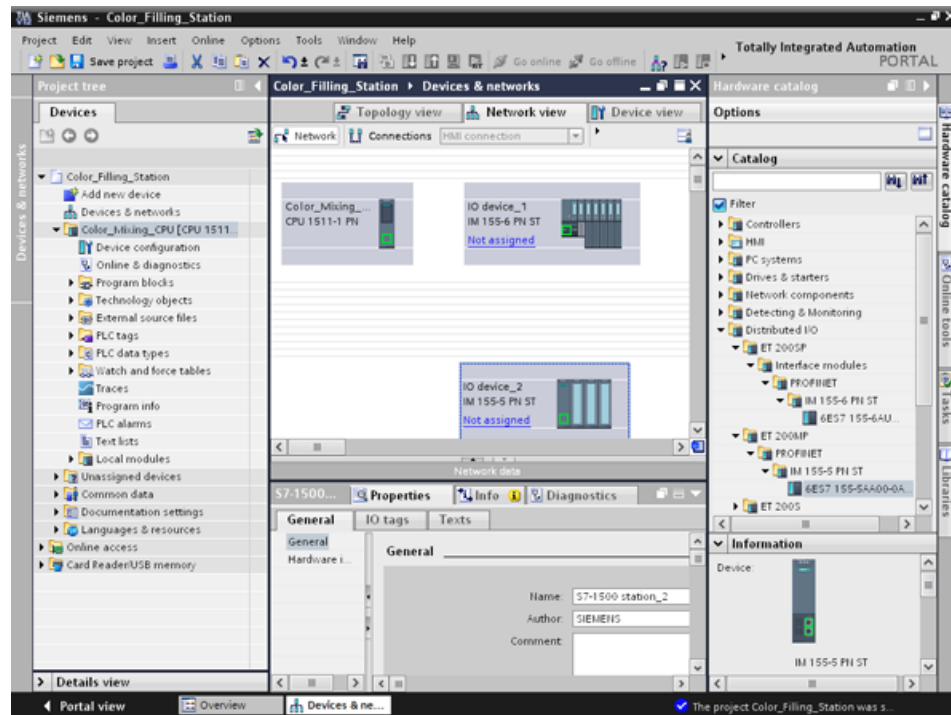 Siemens - Color_Filling_Station
Project Edit View Insert Online Options Tools Window Help
Save project
Go online
Go offline
Totally Integrated Automation
PORTAL
Project tree
Devices
Devices & networks
Color_Filling_Station
Add new device
Devices & networks
Color_Mixing_CPU [CPU 1511...
Device configuration
Online & diagnostics
Program blocks
Technology objects
External source files
PLC tags
PLC data types
Watch and force tables
Traces
Program info
PLC alarms
Text lists
Local modules
Unassigned devices
Common data
Documentation settings
Languages & resources
Online access
Card Reader/USB memory
Details view
Color_Filling_Station Devices & networks
Topology view
Network view
Device view
Network
Connections
HMI connection
Color_Mixing_...
CPU 1511-1 PN
IO device_1
IM 155-6 PN ST
Not assigned
IO device_2
IM 155-5 PN ST
Not assigned
Network data
S7-1500...
Properties
Info
Diagnostics
General
IO tags
Texts
General
Hardware i...
General
Name: S7-1500 station_2
Author: SIEMENS
Comment:
Hardware catalog
Options
Catalog
Filter
Controllers
HMI
PC systems
Drives & starters
Network components
Detecting & Monitoring
Distributed I/O
ET 200SP
Interface modules
PROFINET
IM 155-6 PN ST
6ES7 155-6AU...
ET 200MP
PROFINET
IM 155-5 PN ST
6ES7 155-5AA00-0A...
ET 200S
Information
Device:
IM 155-5 PN ST
Hardware catalog
Online tools
Tasks
Libraries
Portal view
Overview
Devices & ne...
The project Color_Filling_Station was s...